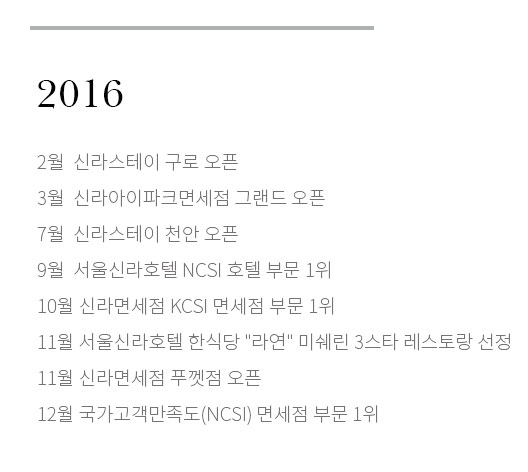 2016
2월 신라스테이 구로 오픈
3월 신라아이파크면세점 그랜드 오픈
7월 신라스테이 천안 오픈
9월 서울신라호텔 NCSI 호텔 부문 1위
10월 신라면세점 KCSI 면세점 부문 1위
11월 서울신라호텔 한식당 "라연" 미쉐린 3스타 레스토랑 선정
11월 신라면세점 푸껫점 오픈
12월 국가고객만족도(NCSI) 면세점 부문 1위